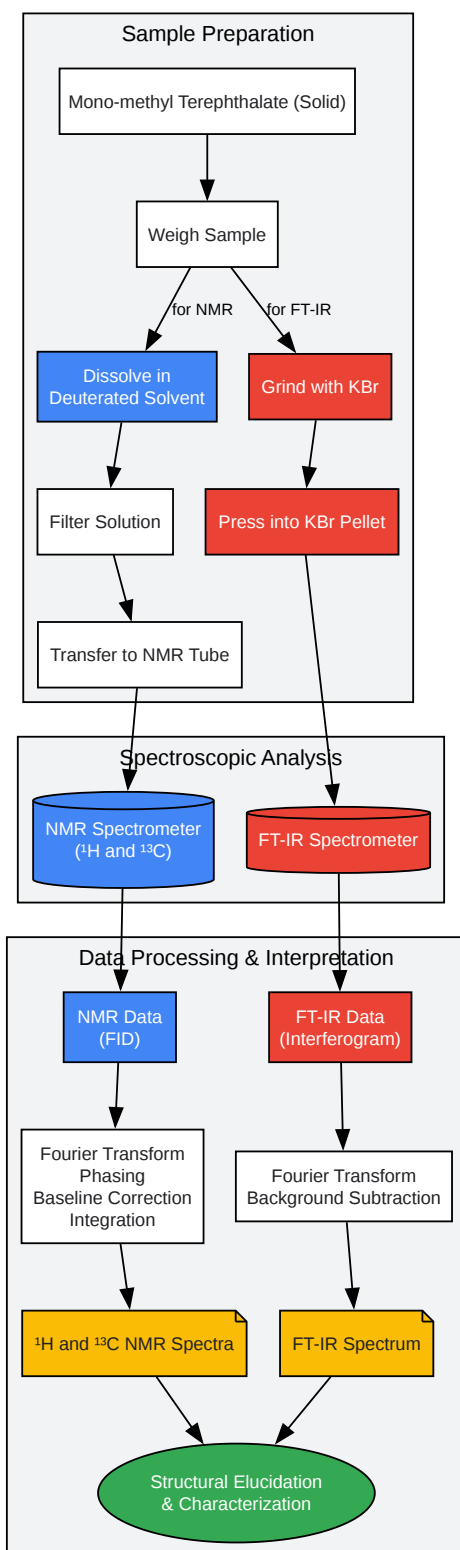 Sample Preparation
Mono-methyl Terephthalate (Solid)
Weigh Sample
for NMR
for FT-IR
Dissolve in
Deuterated Solvent
Grind with KBr
Filter Solution
Press into KBr Pellet
Transfer to NMR Tube
Spectroscopic Analysis
NMR Spectrometer
(¹H and ¹³C)
FT-IR Spectrometer
Data Processing & Interpretation
NMR Data
(FID)
FT-IR Data
(Interferogram)
Fourier Transform
Phasing
Baseline Correction
Integration
Fourier Transform
Background Subtraction
¹H and ¹³C NMR Spectra
FT-IR Spectrum
Structural Elucidation
& Characterization